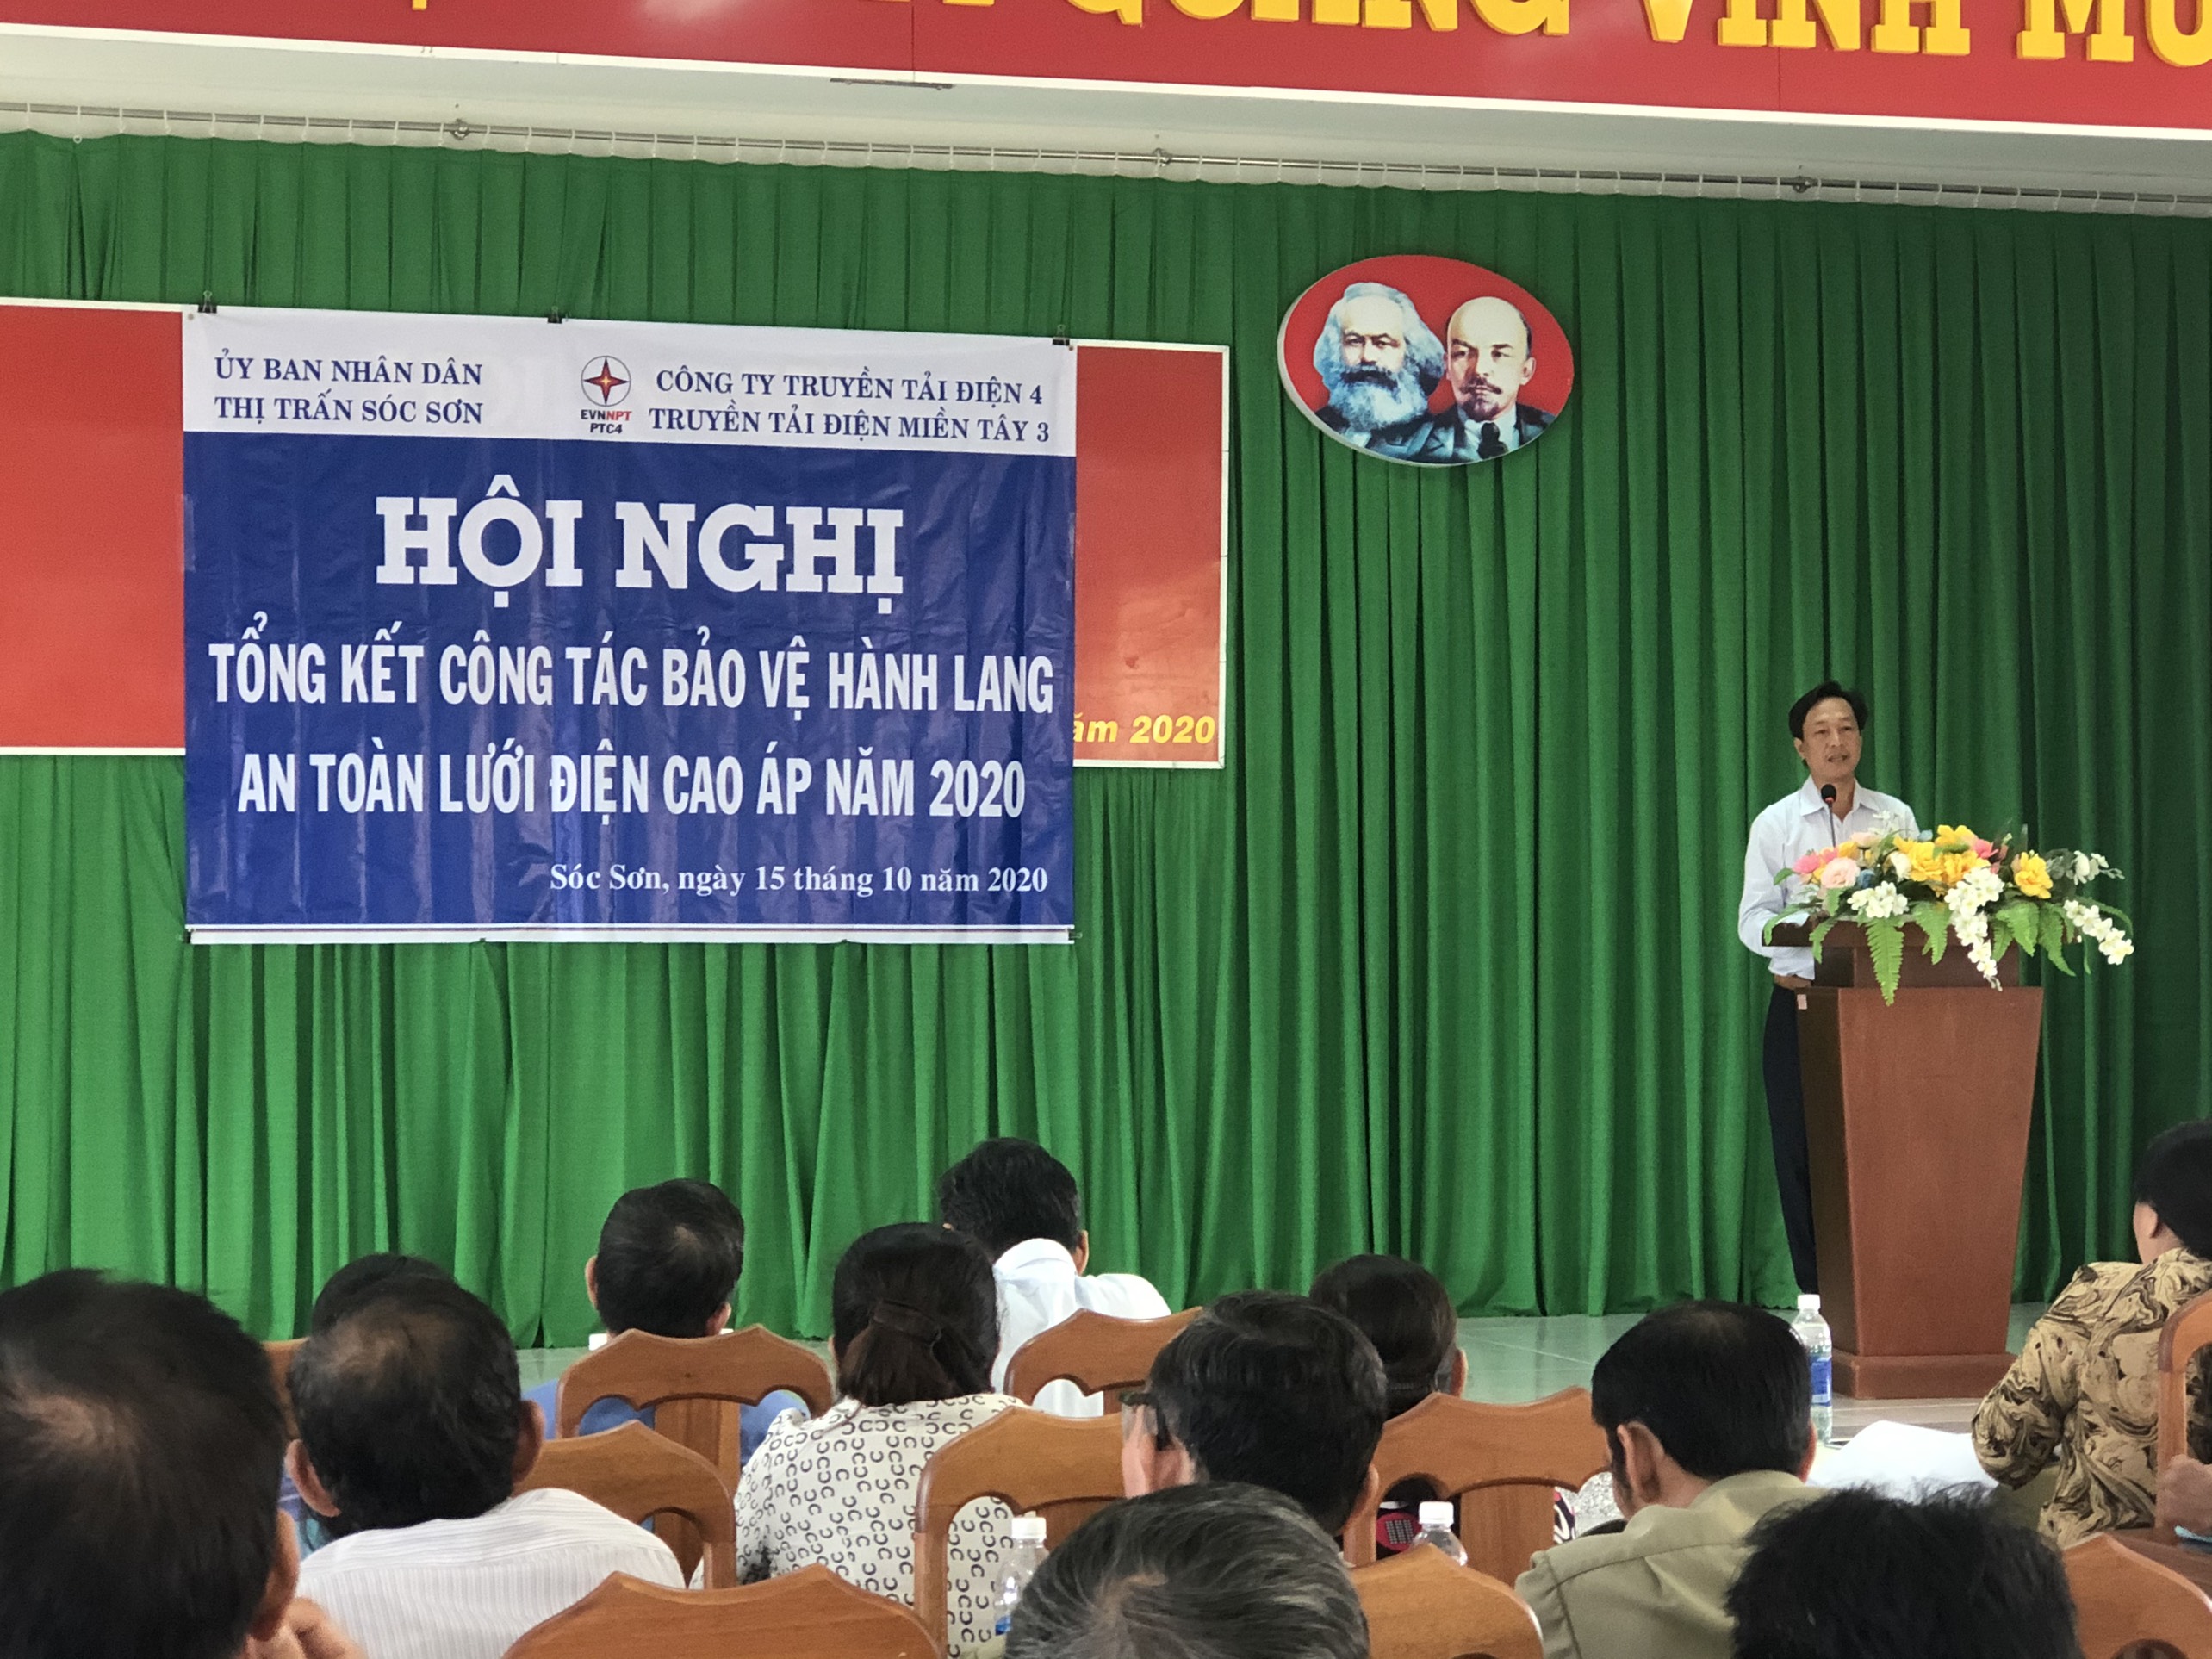 QUANG VINH
ỦY BAN NHÂN DÂN
THỊ TRẤN SÓC SƠN
EVNNPT
PTC4
CÔNG TY TRUYỀN TẢI ĐIỆN 4
TRUYỀN TẢI ĐIỆN MIỀN TÂY 3
HỘI NGHỊ
TỔNG KẾT CÔNG TÁC BẢO VỆ HÀNH LANG
AN TOÀN LƯỚI ĐIỆN CAO ÁP NĂM 2020
Sóc Sơn, ngày 15 tháng 10 năm 2020
ăm 2020